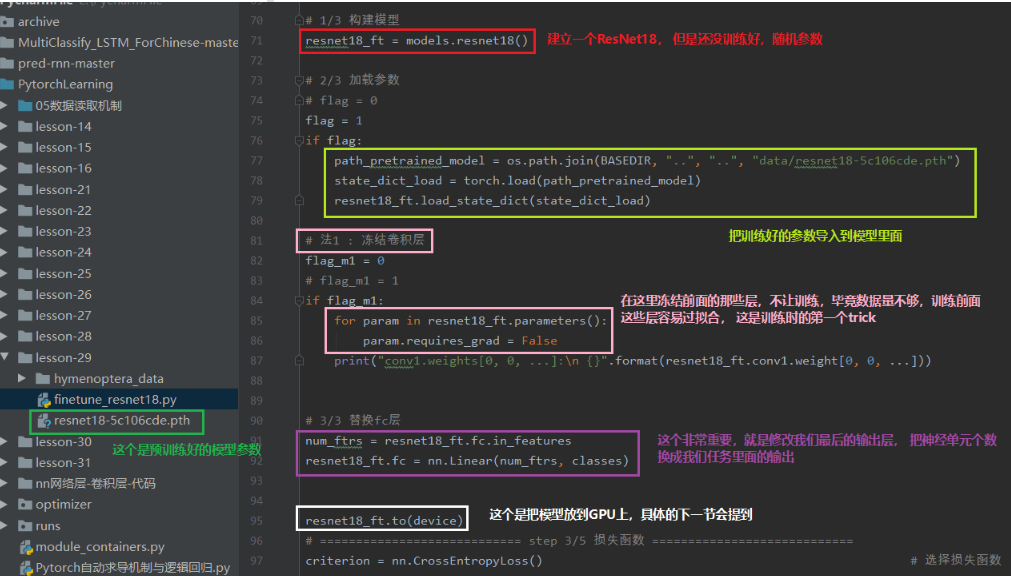 archive
MultiClassify_LSTM_ForChinese-maste
pred-rnn-master
PytorchLearning
05数据读取机制
lesson-14
lesson-15
lesson-16
lesson-21
lesson-22
lesson-23
lesson-24
lesson-25
lesson-26
lesson-27
lesson-28
lesson-29
hymenoptera_data
finetune_resnet18.py
resnet18-5c106cde.pth
这个是预训练好的模型参数
lesson-30
lesson-31
nn网络层-卷积层-代码
optimizer
runs
module_containers.py
Pytorch自动求导机制与逻辑回归.py
70 # 1/3 构建模型
71 resnet18_ft = models.resnet18()
建立一个ResNet18， 但是还没训练好，随机参数
72
73 # 2/3 加载参数
74 # flag = 0
75 flag = 1
76 if flag:
77 path_pretrained_model = os.path.join(BASEDIR, "..", "..", "data/resnet18-5c106cde.pth")
78 state_dict_load = torch.load(path_pretrained_model)
79 resnet18_ft.load_state_dict(state_dict_load)
80
把训练好的参数导入到模型里面
81 # 法1 : 冻结卷积层
82 flag_m1 = 0
83 # flag_m1 = 1
84 if flag_m1:
85 for param in resnet18_ft.parameters():
86 param.requires_grad = False
87 print("conv1.weights[0, 0, ...]:\n {}".format(resnet18_ft.conv1.weight[0, 0, ...]))
在这里冻结前面的那些层，不让训练，毕竟数据量不够，训练前面
这些层容易过拟合， 这是训练时的第一个trick
88
89
90 # 3/3 替换fc层
91 num_ftrs = resnet18_ft.fc.in_features
92 resnet18_ft.fc = nn.Linear(num_ftrs, classes)
这个非常重要，就是修改我们最后的输出层， 把神经单元个数
换成我们任务里面的输出
93
94
95 resnet18_ft.to(device)
这个是把模型放到GPU上，具体的下一节会提到
96 # ============================ step 3/5 损失函数 ============================
97 criterion = nn.CrossEntropyLoss() # 选择损失函数